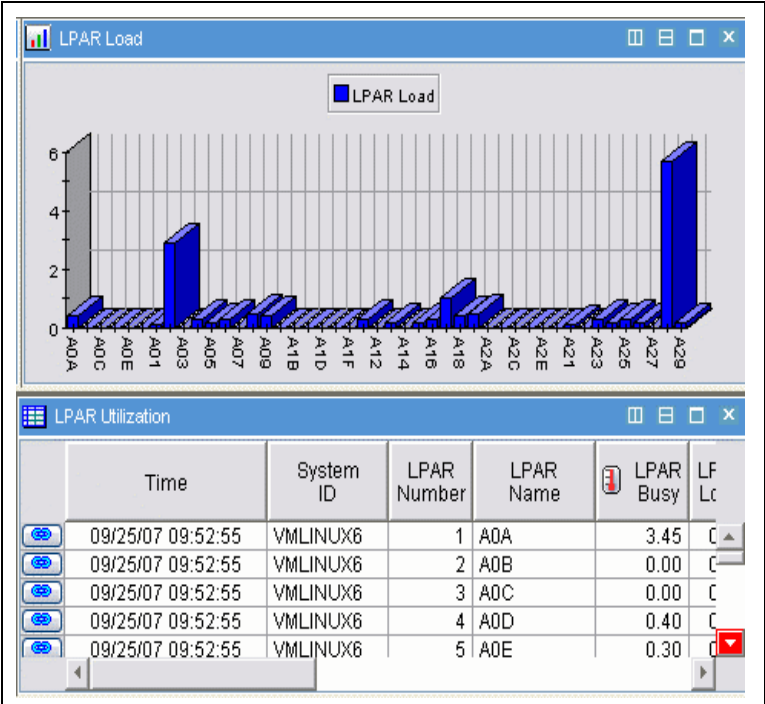 LPAR Load
LPAR Load
6
4
2
0
A0A A0C A0E A01 A03 A05 A07 A09 A1B A1D A1F A12 A14 A16 A18 A2A A2C A2E A21 A23 A25 A27 A29
LPAR Utilization
Time System ID LPAR Number LPAR Name LPAR Busy
09/25/07 09:52:55 VMLINUX6 1 A0A 3.45
09/25/07 09:52:55 VMLINUX6 2 A0B 0.00
09/25/07 09:52:55 VMLINUX6 3 A0C 0.00
09/25/07 09:52:55 VMLINUX6 4 A0D 0.40
09/25/07 09:52:55 VMLINUX6 5 A0E 0.30